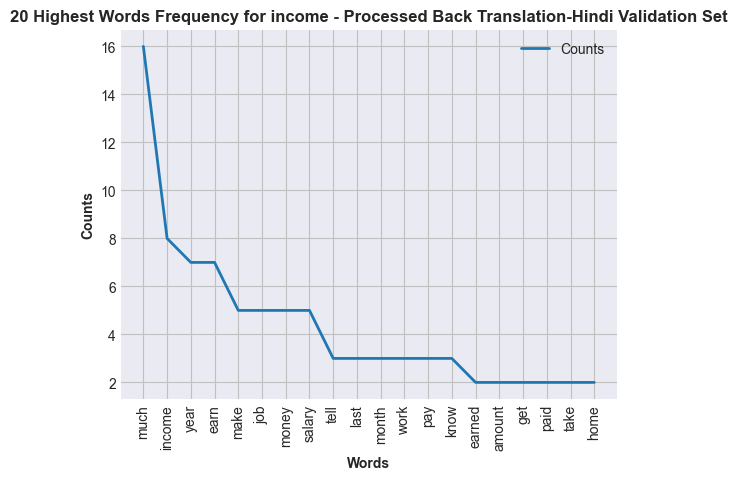 20 Highest Words Frequency for income - Processed Back Translation-Hindi Validation Set
Counts
16
14
12
10
8
6
4
2
Counts
much
income
year
earn
make
job
money
salary
tell
last
month
work
pay
know
earned
amount
get
paid
take
home
Words